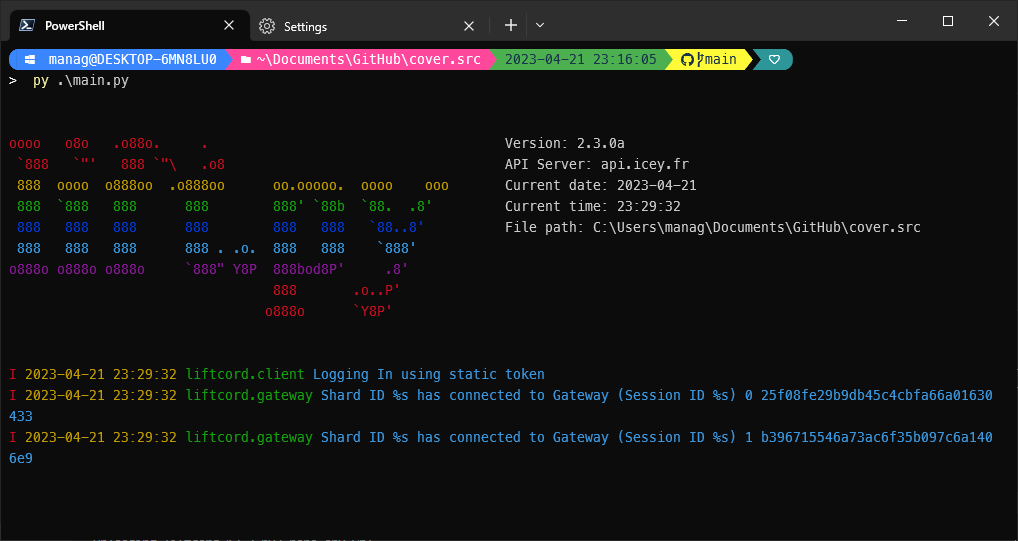 PowerShell
Settings
manag@DESKTOP-6MN8LU0 ~\Documents\GitHub\cover.src 2023-04-21 23:16:05 main
> py .\main.py
oooo   o8o   .o88o.     .                            Version: 2.3.0a
 `888   `"'   888 `"\   .o8                          API Server: api.icey.fr
 888  oooo  o888oo  .o888oo      oo.ooooo.  oooo    ooo       Current date: 2023-04-21
 888  `888   888      888        888' `88b  `88.  .8'         Current time: 23:29:32
 888   888   888      888        888   888   `88..8'          File path: C:\Users\manag\Documents\GitHub\cover.src
 888   888   888      888 . .o.  888   888    `888'
o888o o888o o888o     `888" Y8P  888bod8P'     .8'
                                 888       .o..P'
                                o888o      `Y8P'
I 2023-04-21 23:29:32 liftcord.client Logging In using static token
I 2023-04-21 23:29:32 liftcord.gateway Shard ID %s has connected to Gateway (Session ID %s) 0 25f08fe29b9db45c4cbfa66a01630
433
I 2023-04-21 23:29:32 liftcord.gateway Shard ID %s has connected to Gateway (Session ID %s) 1 b396715546a73ac6f35b097c6a140
6e9